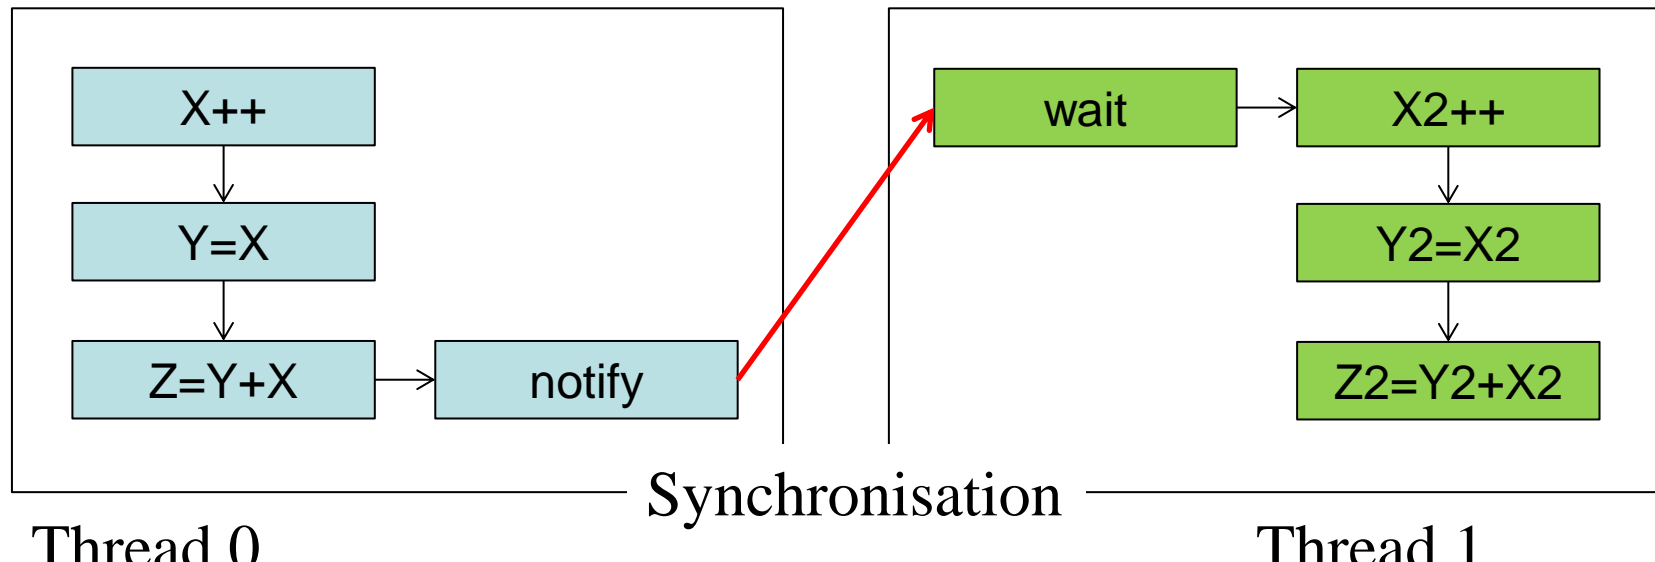 X++
Y=X
Z=Y+X
notify
wait
X2++
Y2=X2
Z2=Y2+X2
Synchronisation
Thread 0
Thread 1